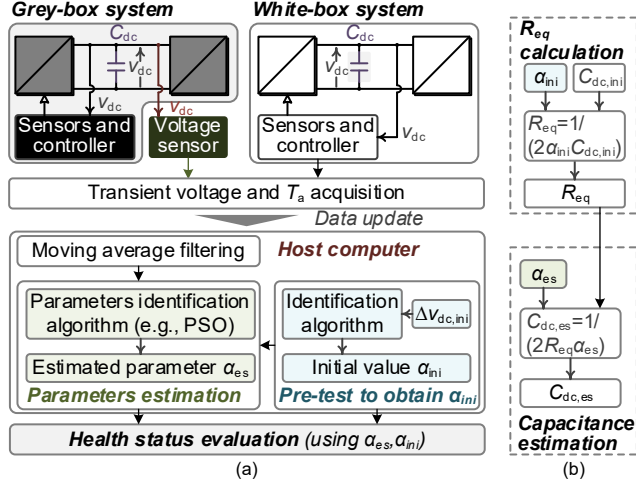 Grey-box system
C_dc
v_dc
v_dc
v_dc
Sensors and
controller
Voltage
sensor
White-box system
C_dc
v_dc
Sensors and
controller
v_dc
Transient voltage and T_a acquisition
Data update
Moving average filtering
Host computer
Parameters identification
algorithm (e.g., PSO)
Estimated parameter α_es
Parameters estimation
Identification
algorithm
Δv_dc,ini
Initial value α_ini
Pre-test to obtain α_ini
Health status evaluation (using α_es,α_ini)
(a)
R_eq
calculation
α_ini
C_dc,ini
R_eq=1/
(2α_iniC_dc,ini)
R_eq
α_es
C_dc,es=1/
(2R_eqα_es)
C_dc,es
Capacitance
estimation
(b)